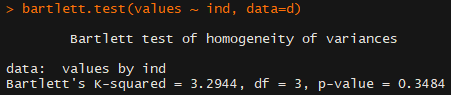 > bartlett.test(values ~ ind, data=d)
Bartlett test of homogeneity of variances
data:  values by ind
Bartlett's K-squared = 3.2944, df = 3, p-value = 0.3484